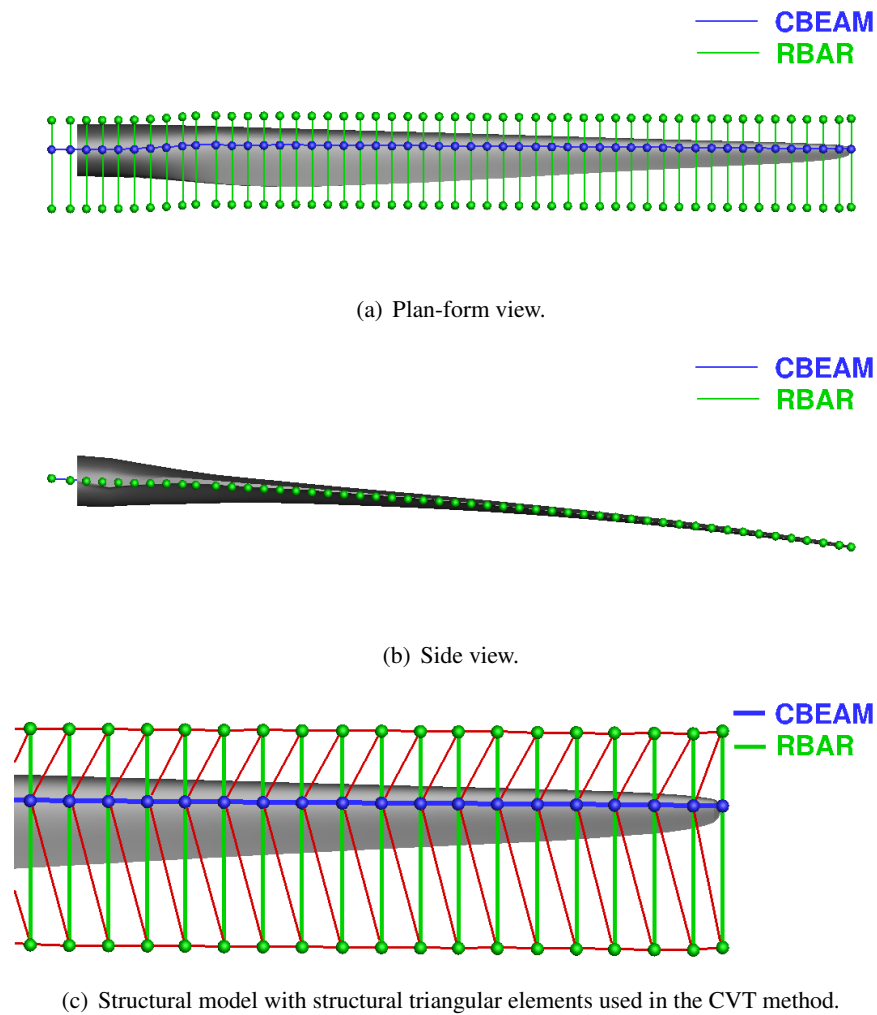 CBEAM
RBAR
(a) Plan-form view.
CBEAM
RBAR
(b) Side view.
CBEAM
RBAR
(c) Structural model with structural triangular elements used in the CVT method.